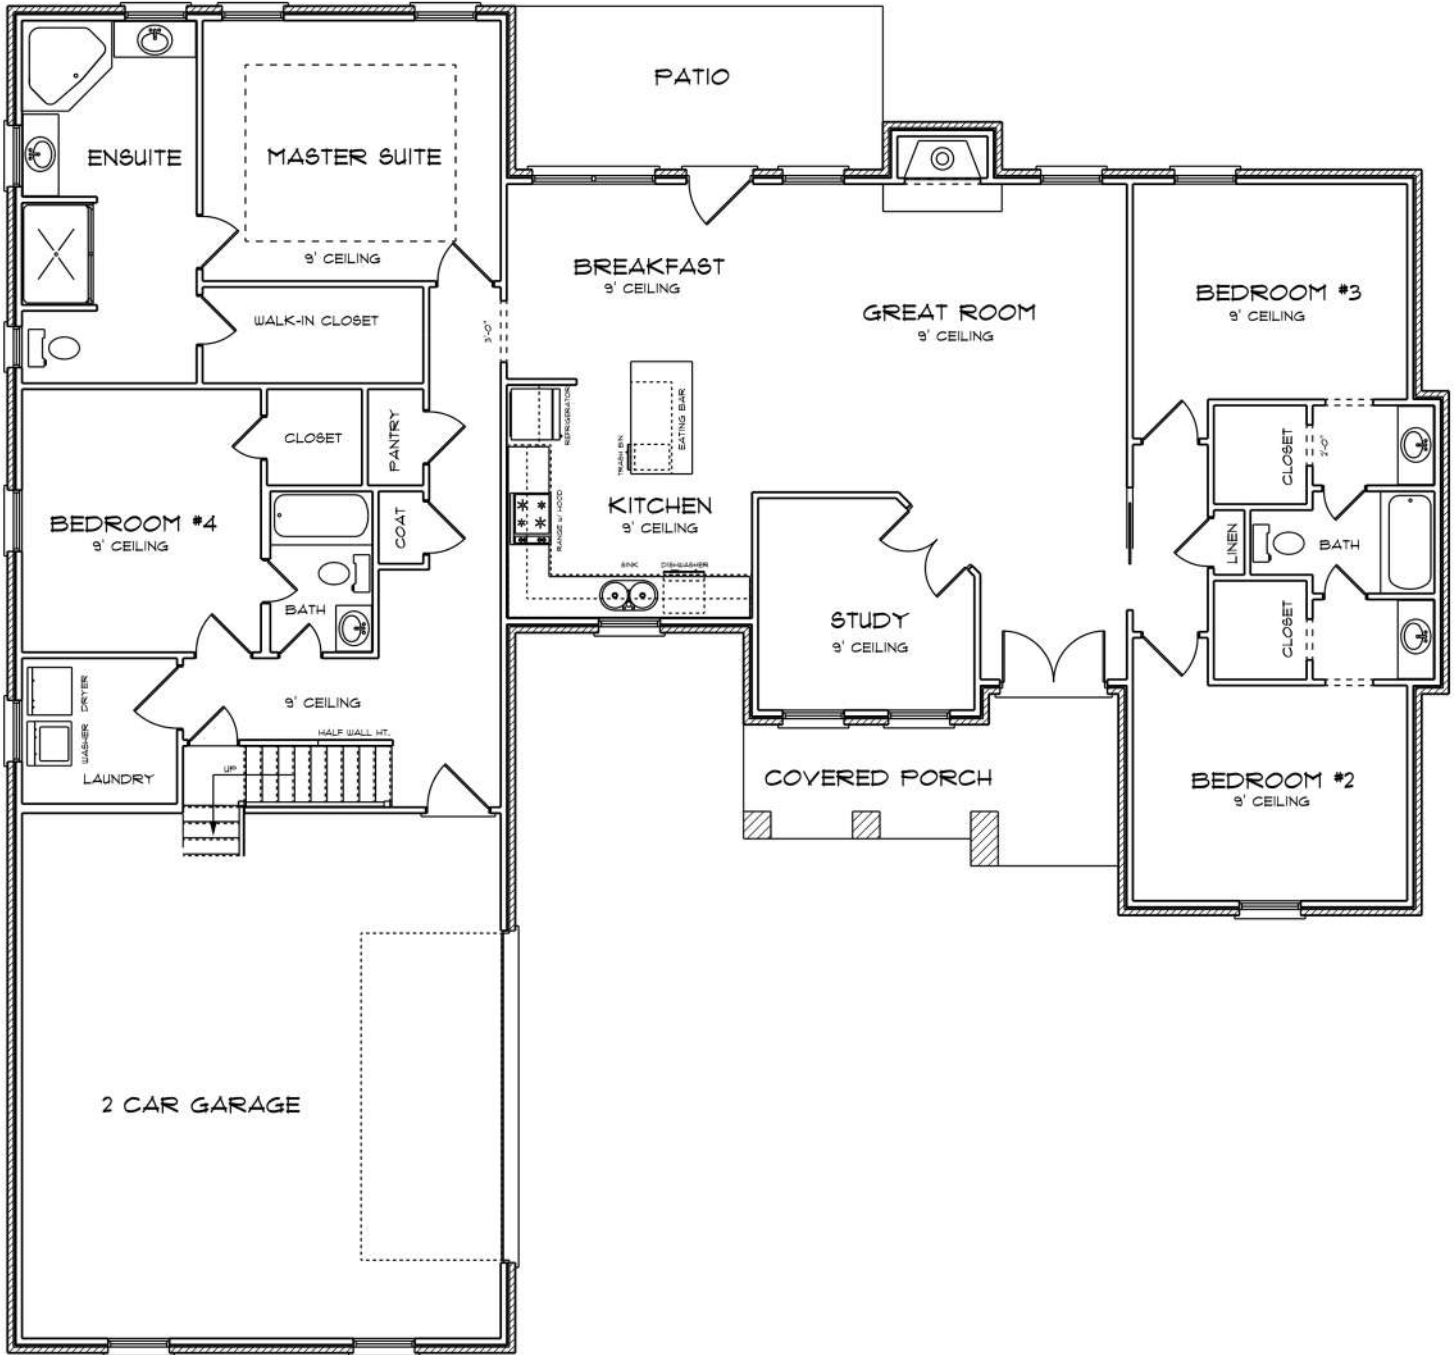 PATIO
ENSUITE
MASTER SUITE
9' CEILING
BREAKFAST
9' CEILING
GREAT ROOM
9' CEILING
BEDROOM #3
9' CEILING
WALK-IN CLOSET
3'-0"
REFRIGERATOR
EATING BAR
TRASH BIN
CLOSET
PANTRY
COAT
BEDROOM #4
9' CEILING
KITCHEN
9' CEILING
RANGE W/ HOOD
SINK
DISHWASHER
CLOSET
2'-0"
LINEN
BATH
CLOSET
BATH
STUDY
9' CEILING
DRYER
WASHER
LAUNDRY
9' CEILING
HALF WALL HT.
UP
COVERED PORCH
BEDROOM #2
9' CEILING
2 CAR GARAGE